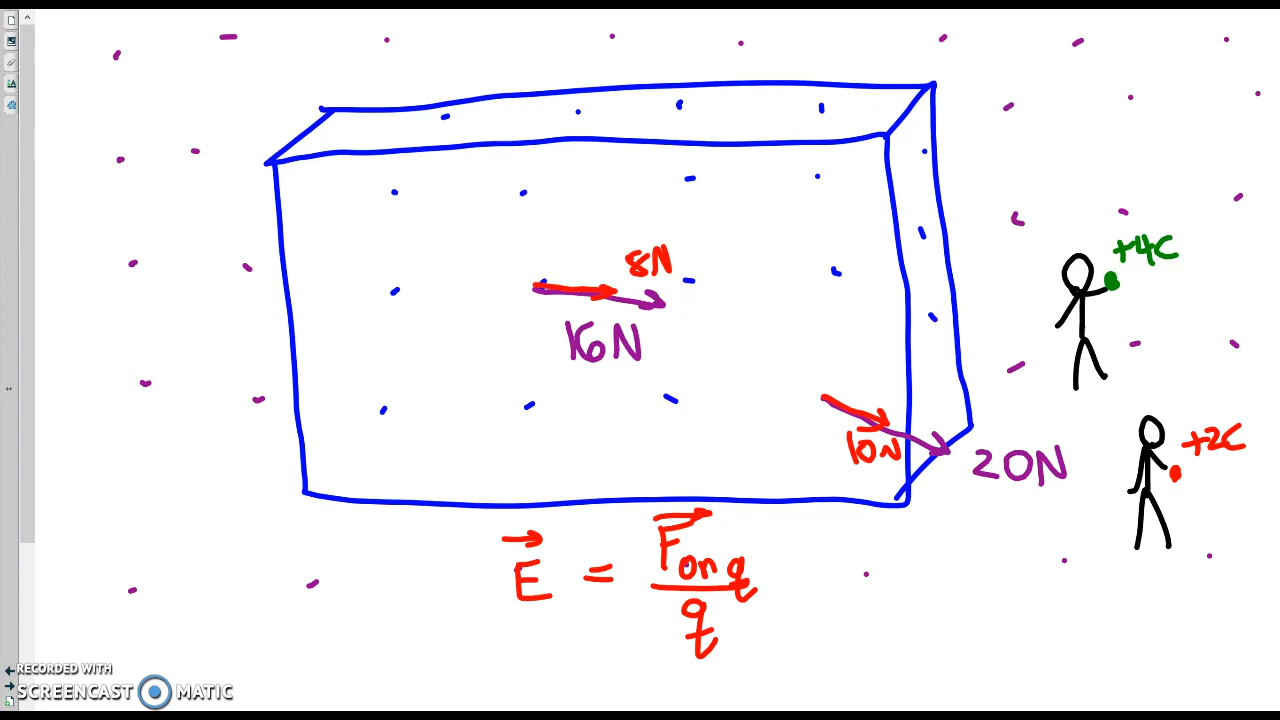 +4C
8N
16N
+2C
10N
20N
E⃗ = F⃗on q / q
RECORDED WITH
SCREENCAST MATIC